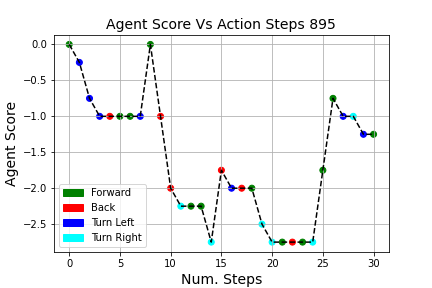 Agent Score Vs Action Steps 895
0.0
−0.5
−1.0
−1.5
−2.0
−2.5
Agent Score
Forward
Back
Turn Left
Turn Right
0 5 10 15 20 25 30
Num. Steps